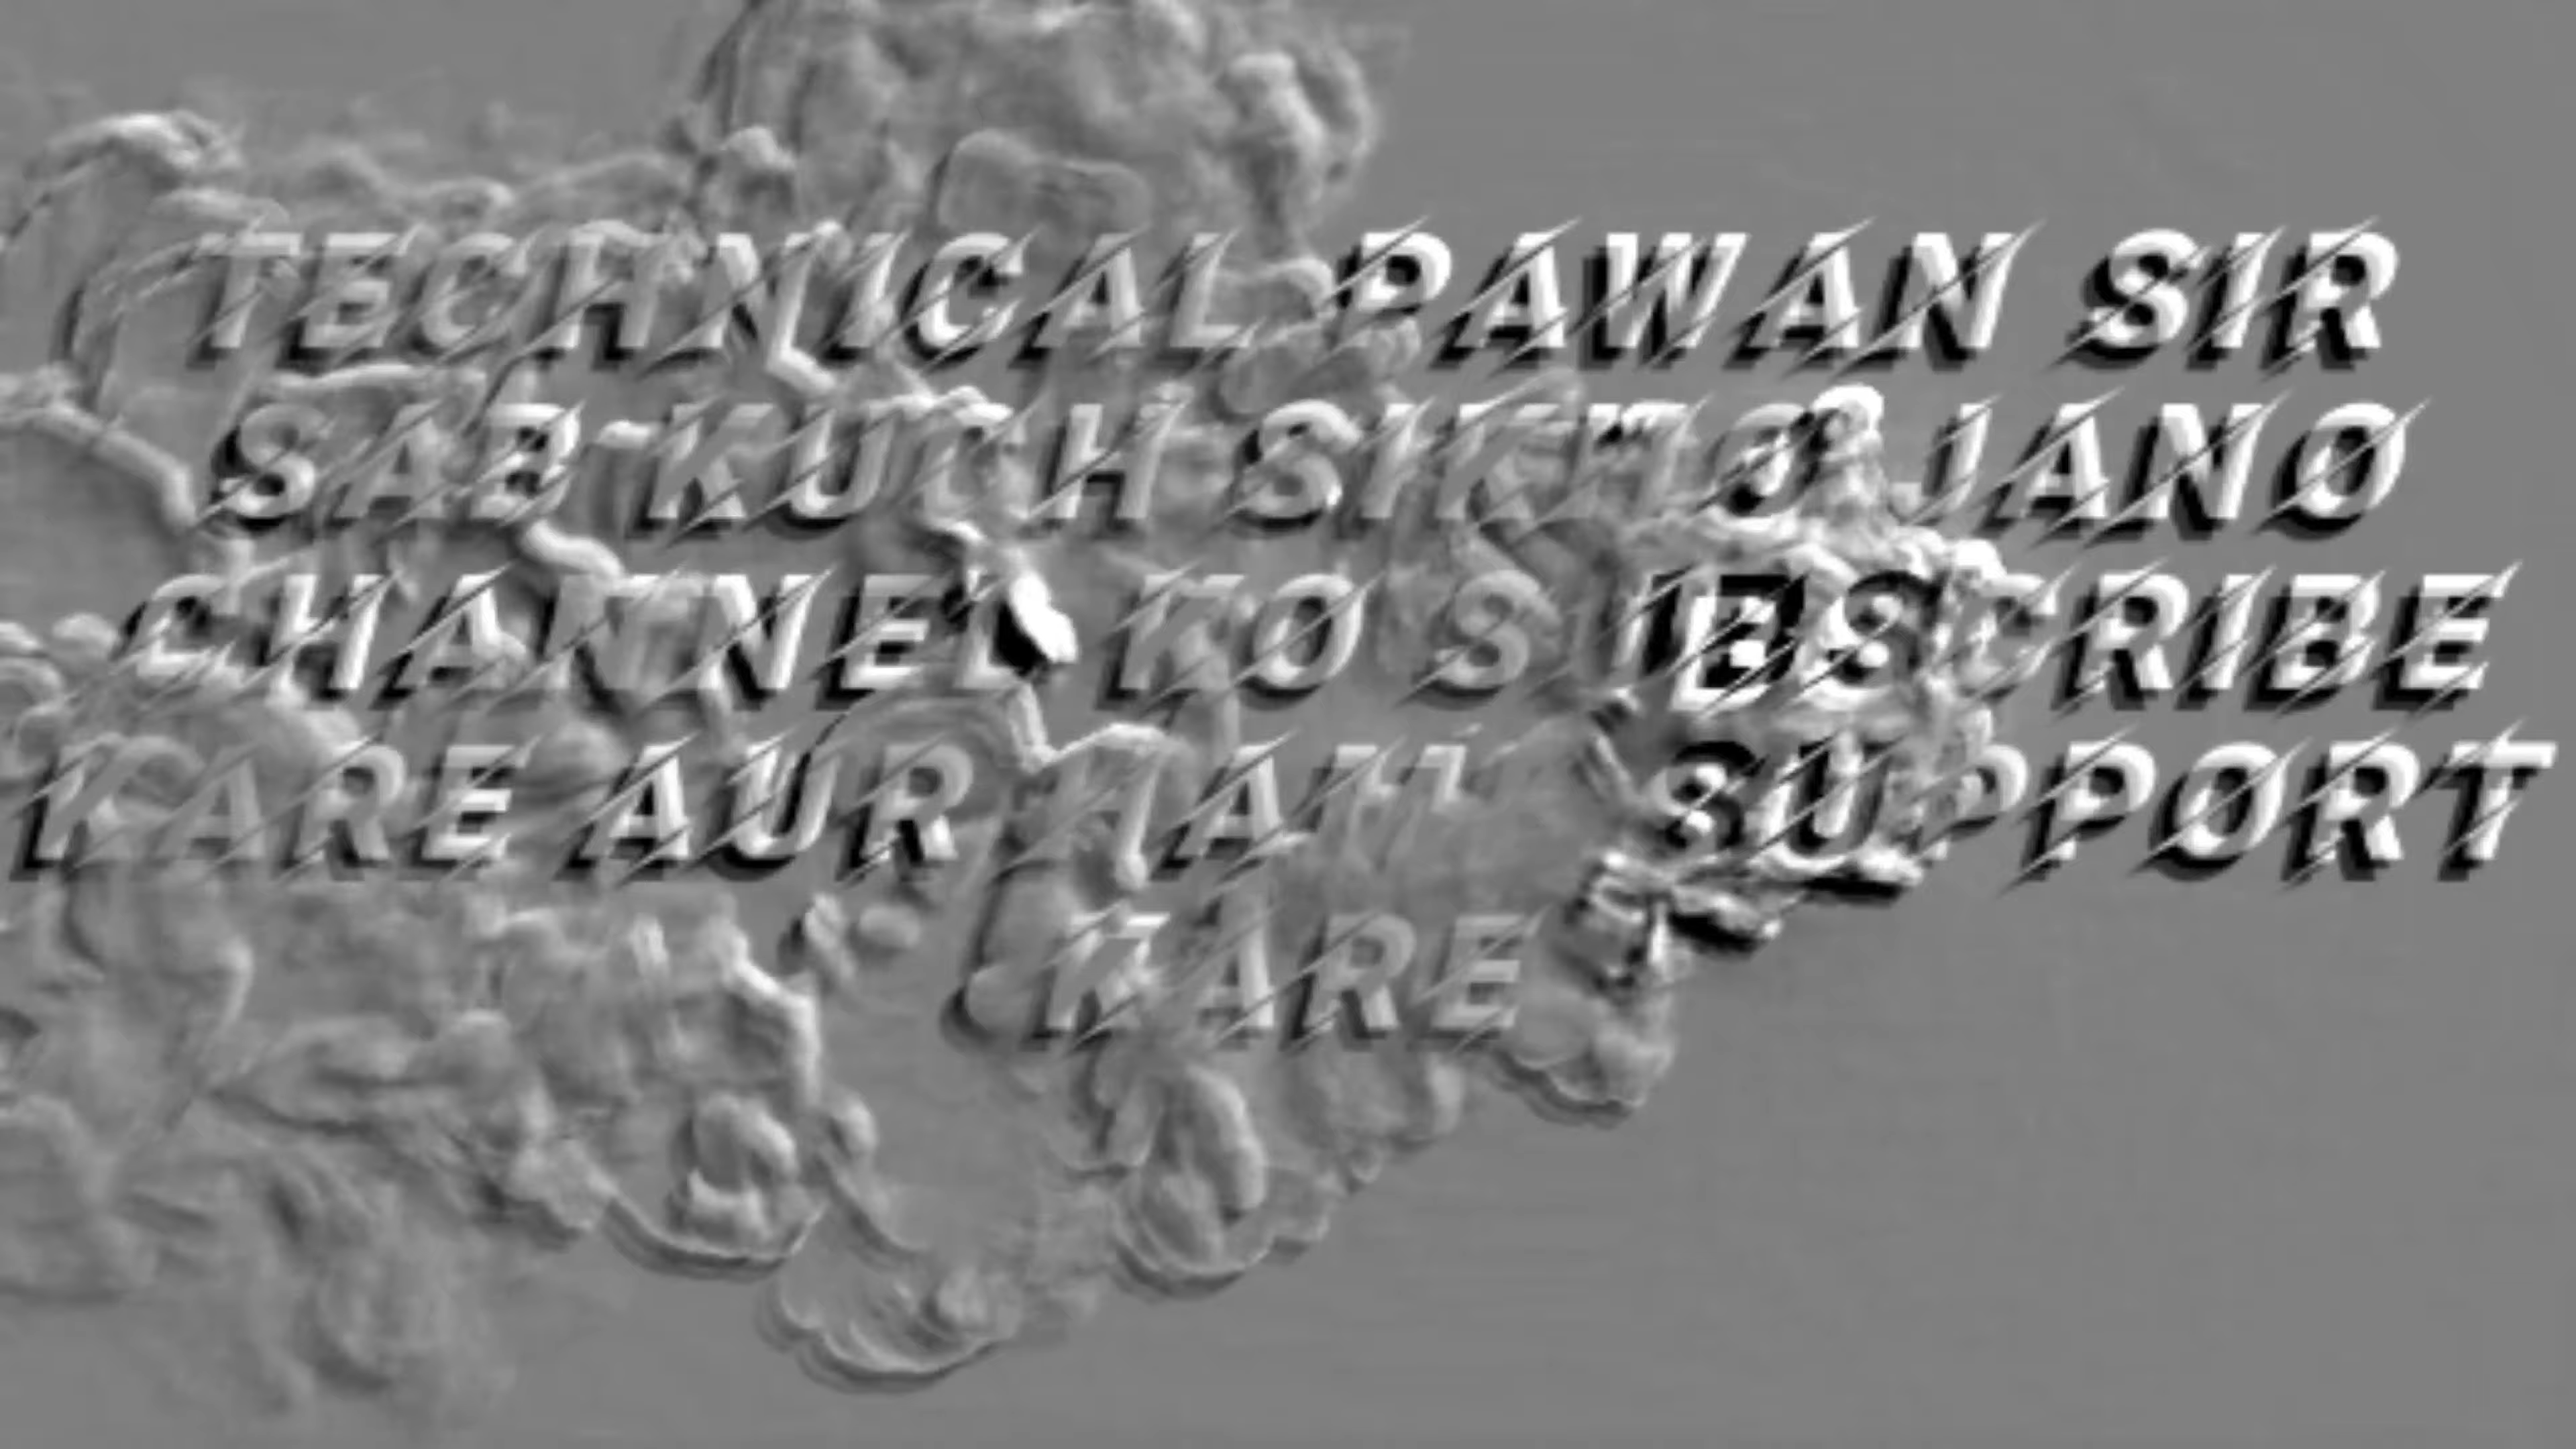 TECHNICAL PAWAN SIR
SAB KUCH SIKHO JANO
CHANNEL KO SUBSCRIBE
KARE AUR SUPPORT
KARE